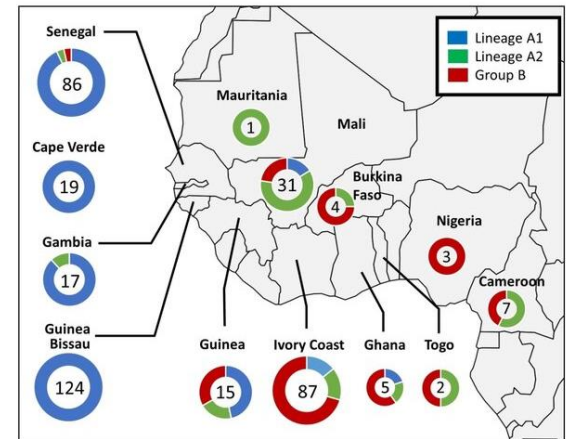 Senegal
86
Lineage A1
Lineage A2
Group B
Mauritania
1
Mali
Cape Verde
19
31
Burkina
Faso
4
Nigeria
3
Gambia
17
Cameroon
7
Guinea
Bissau
124
Guinea
15
Ivory Coast
87
Ghana
5
Togo
2